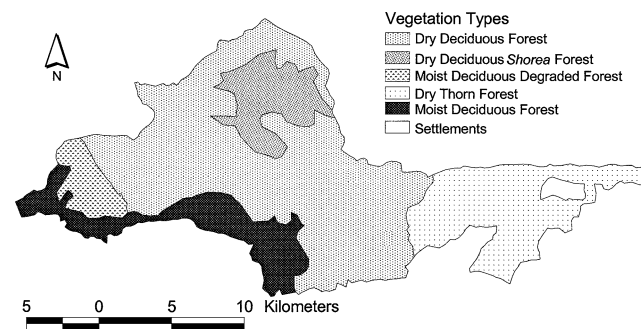 Vegetation Types
Dry Deciduous Forest
Dry Deciduous Shorea Forest
Moist Deciduous Degraded Forest
Dry Thorn Forest
Moist Deciduous Forest
Settlements
N
5 0 5 10 Kilometers